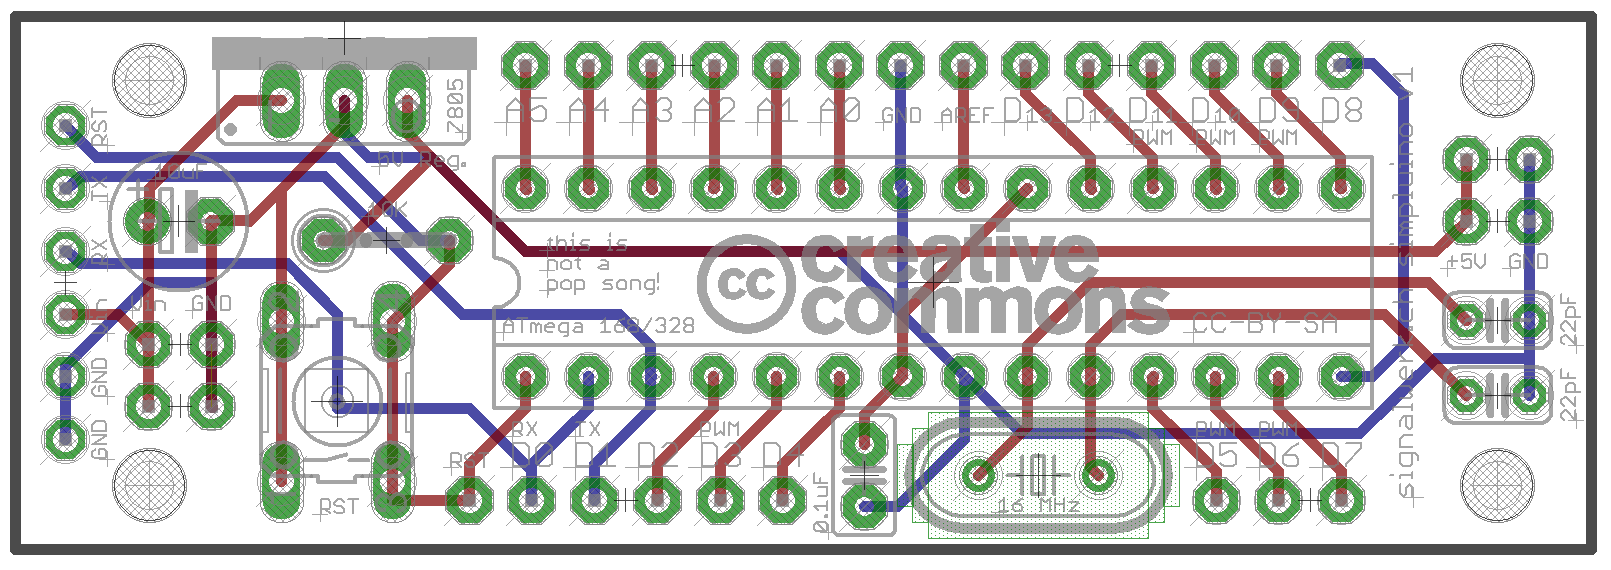 A5 A4 A3 A2 A1 A0 GND AREF D13 D12 D11 D10 D9 D8
PWM PWM PWM
7805
5V Reg.
RST
TX
RX
Vin
GND
GND
10uF
+
10K
Vin GND
this is
not a
pop song!
cc creative
commons
ATmega 168/328
CC-BY-SA
+5V GND
22pF
22pF
signalwerk.ch simpluino v1
RX TX PWM PWM PWM
RST D0 D1 D2 D3 D4 D5 D6 D7
RST
0.1uF
16 MHz